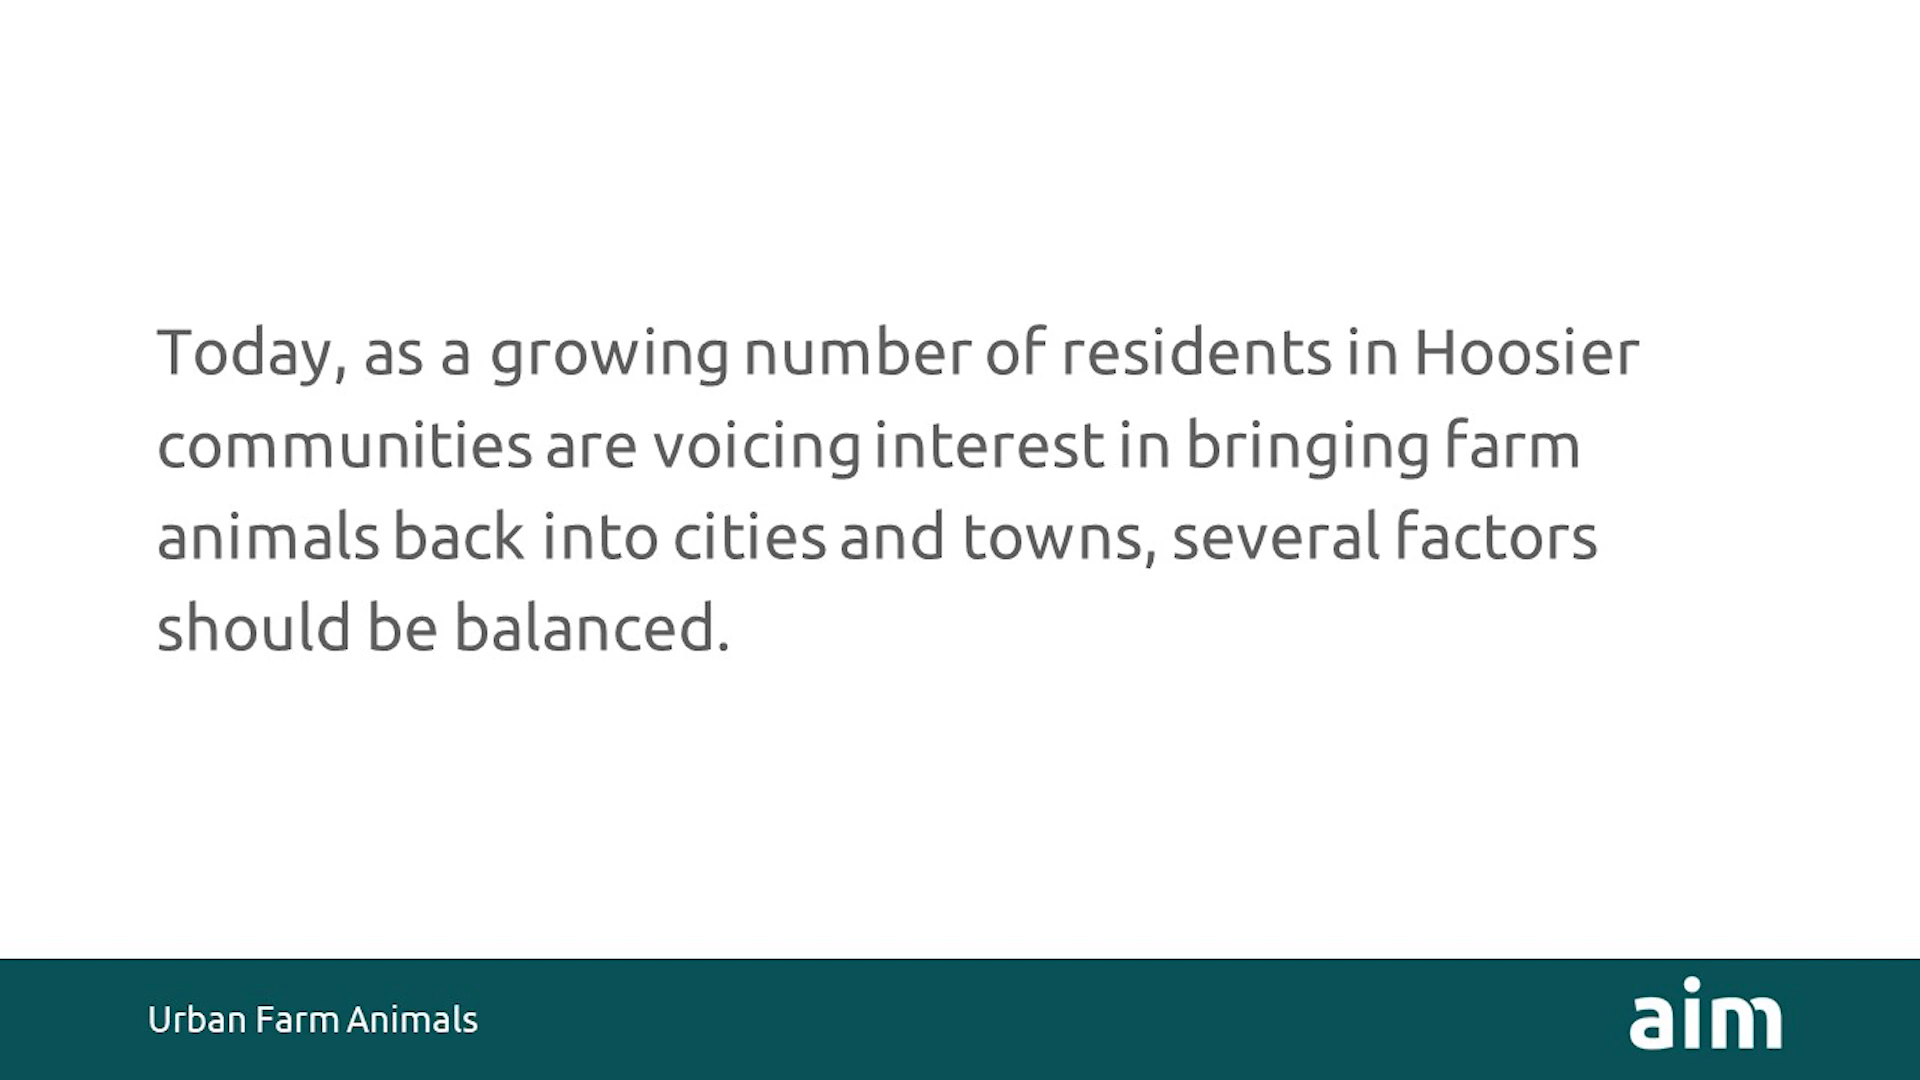 Today, as a growing number of residents in Hoosier
communities are voicing interest in bringing farm
animals back into cities and towns, several factors
should be balanced.
Urban Farm Animals
aim